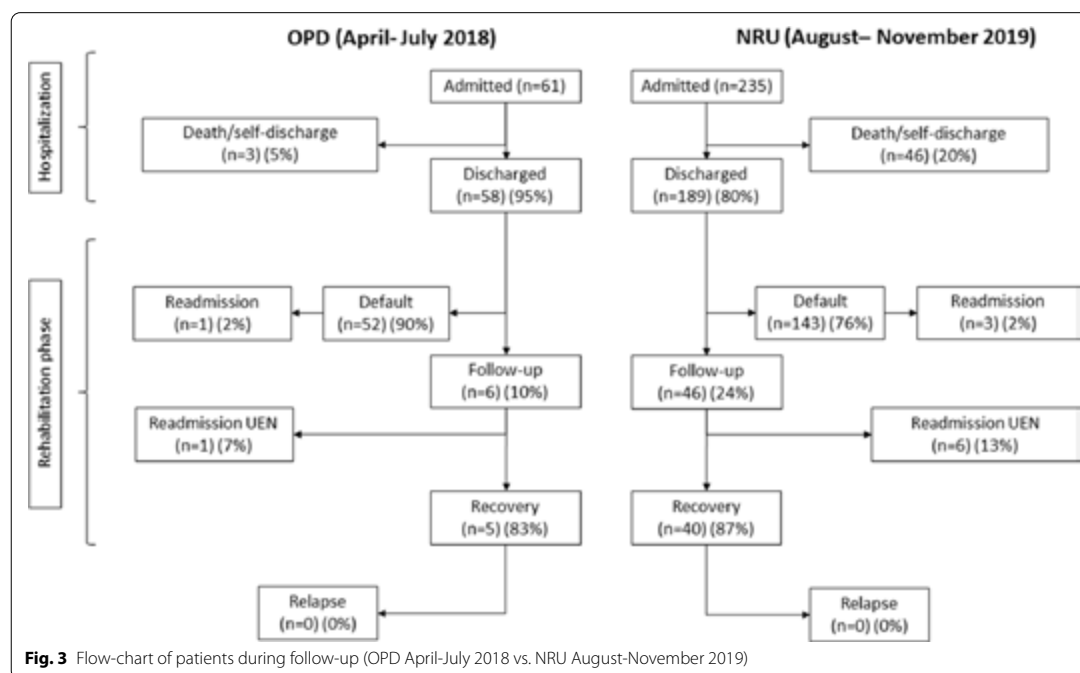 OPD (April- July 2018)
NRU (August– November 2019)
Hospitalization
Admitted (n=61)
Admitted (n=235)
Death/self-discharge
(n=3) (5%)
Death/self-discharge
(n=46) (20%)
Discharged
(n=58) (95%)
Discharged
(n=189) (80%)
Rehabilitation phase
Readmission
(n=1) (2%)
Default
(n=52) (90%)
Default
(n=143) (76%)
Readmission
(n=3) (2%)
Follow-up
(n=6) (10%)
Follow-up
(n=46) (24%)
Readmission UEN
(n=1) (7%)
Readmission UEN
(n=6) (13%)
Recovery
(n=5) (83%)
Recovery
(n=40) (87%)
Relapse
(n=0) (0%)
Relapse
(n=0) (0%)
Fig. 3 Flow-chart of patients during follow-up (OPD April-July 2018 vs. NRU August-November 2019)